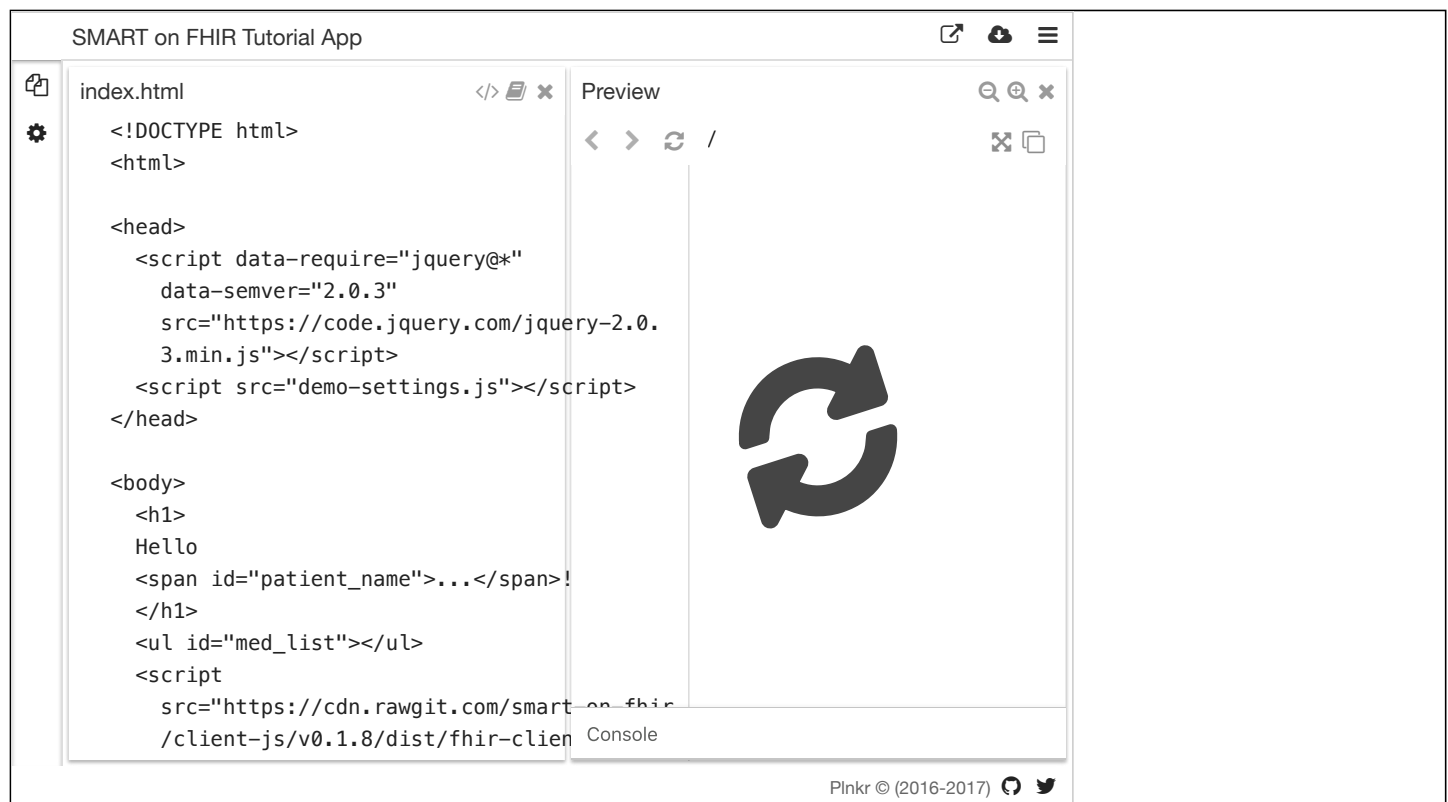 SMART on FHIR Tutorial App
index.html
<!DOCTYPE html>
<html>
<head>
<script data-require="jquery@*"
data-semver="2.0.3"
src="https://code.jquery.com/jquery-2.0.
3.min.js"></script>
<script src="demo-settings.js"></script>
</head>
<body>
<h1>
Hello
<span id="patient_name">...</span>!
</h1>
<ul id="med_list"></ul>
<script
src="https://cdn.rawgit.com/smart-on-fhir
/client-js/v0.1.8/dist/fhir-clien
Preview
/
Console
Plnkr © (2016-2017)